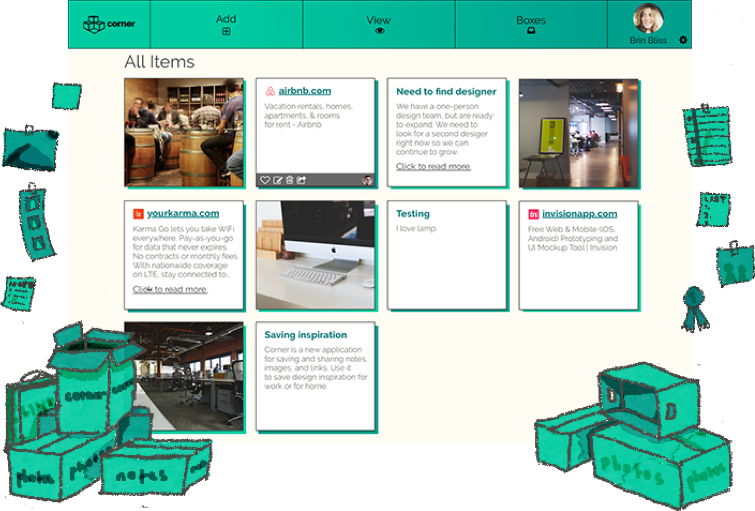 corner
Add
View
Boxes
Brin Bliss
All Items
airbnb.com
Vacation rentals, homes,
apartments, & rooms
for rent - Airbnb
Need to find designer
We have a one-person
design team, but are ready
to expand. We need to
look for a second desiger
right now so we can
continue to grow
Click to read more.
yourkarma.com
Karma Go lets you take WiFi
everywhere. Pay-as-you-go
for data that never expires.
No contracts or monthly fees.
With nationwide coverage
on LTE, stay connected to..
Click to read more.
Testing
I love lamp.
invisionapp.com
Free Web & Mobile (iOS,
Android) Prototyping and
UI Mockup Tool | Invision
Saving inspiration
Corner is a new application
for saving and sharing notes,
images, and links. Use it
to save design inspiration for
work or for home.
LIST
corner
photos
notes
D
photos
photos